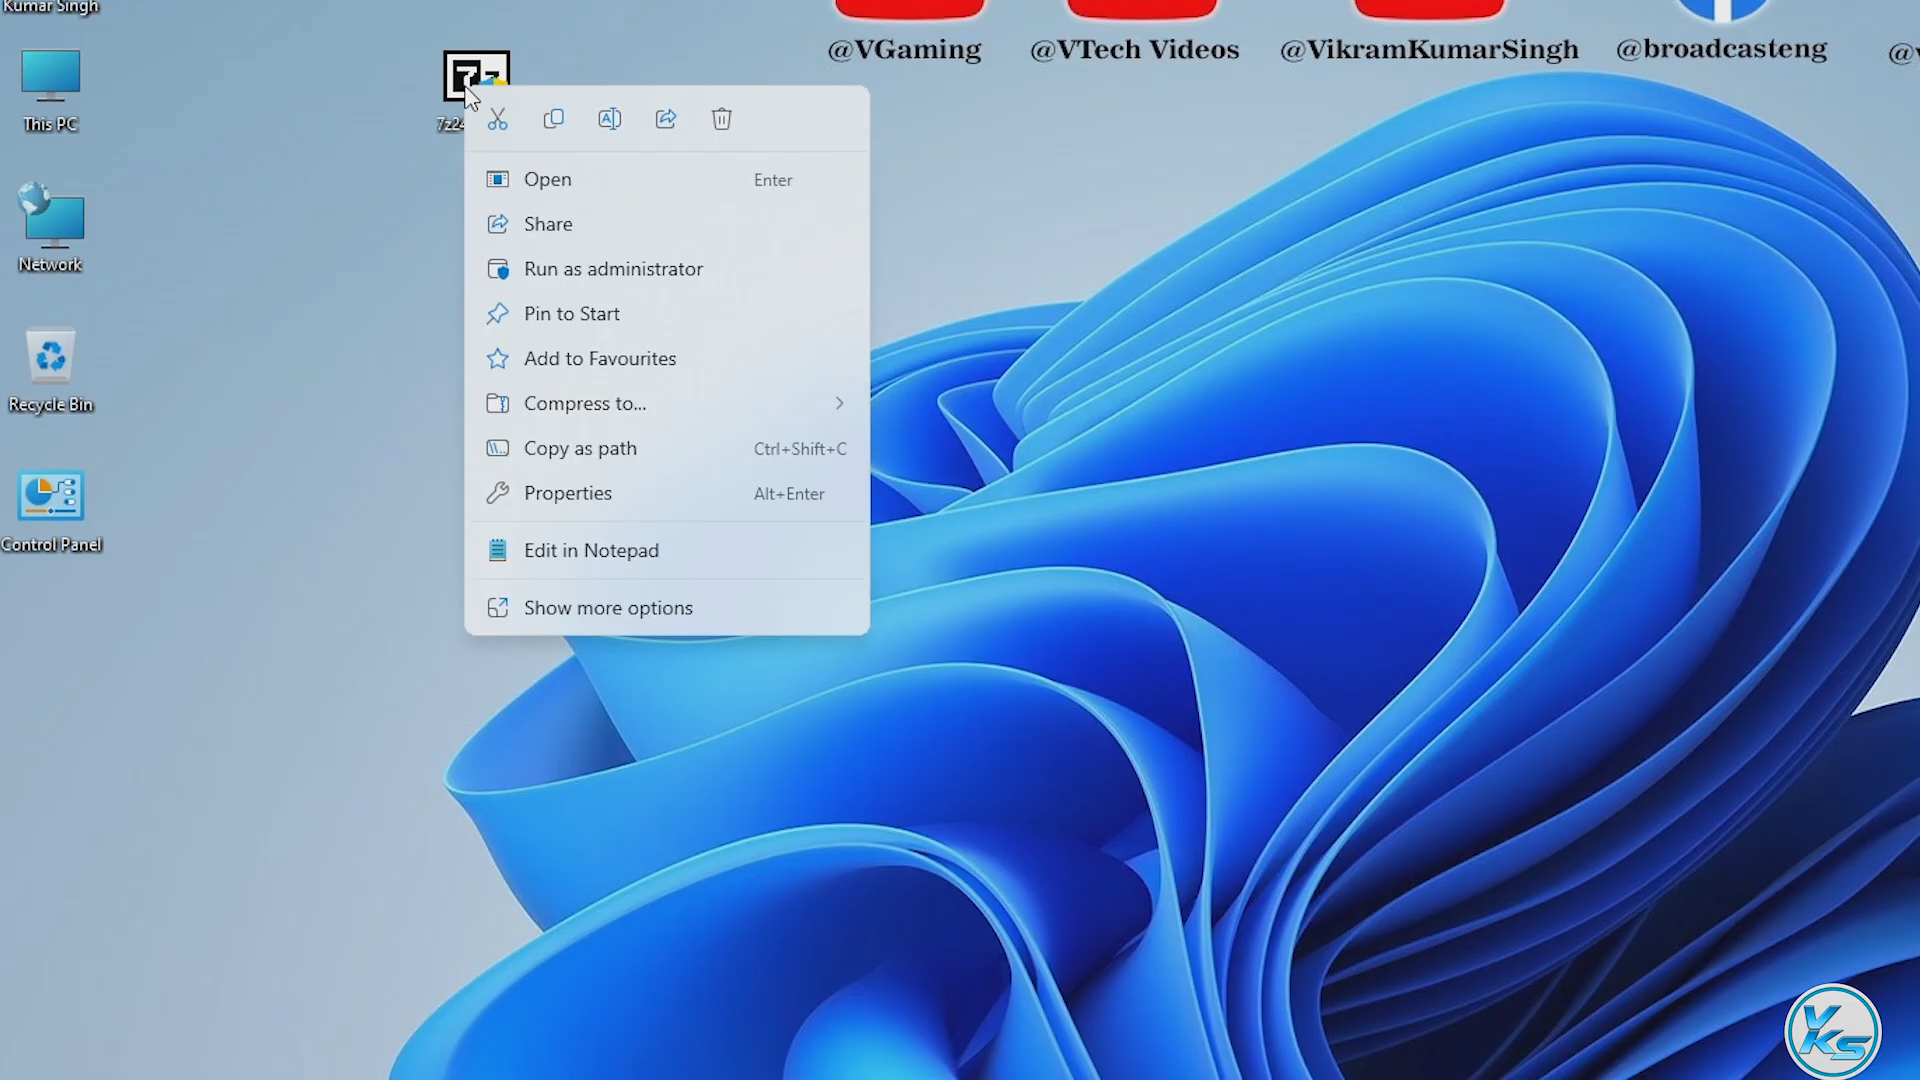 Kumar Singh
This PC
Network
Recycle Bin
Control Panel
@VGaming @VTech Videos @VikramKumarSingh @broadcasteng
Open Enter
Share
Run as administrator
Pin to Start
Add to Favourites
Compress to...
Copy as path Ctrl+Shift+C
Properties Alt+Enter
Edit in Notepad
Show more options
VKS